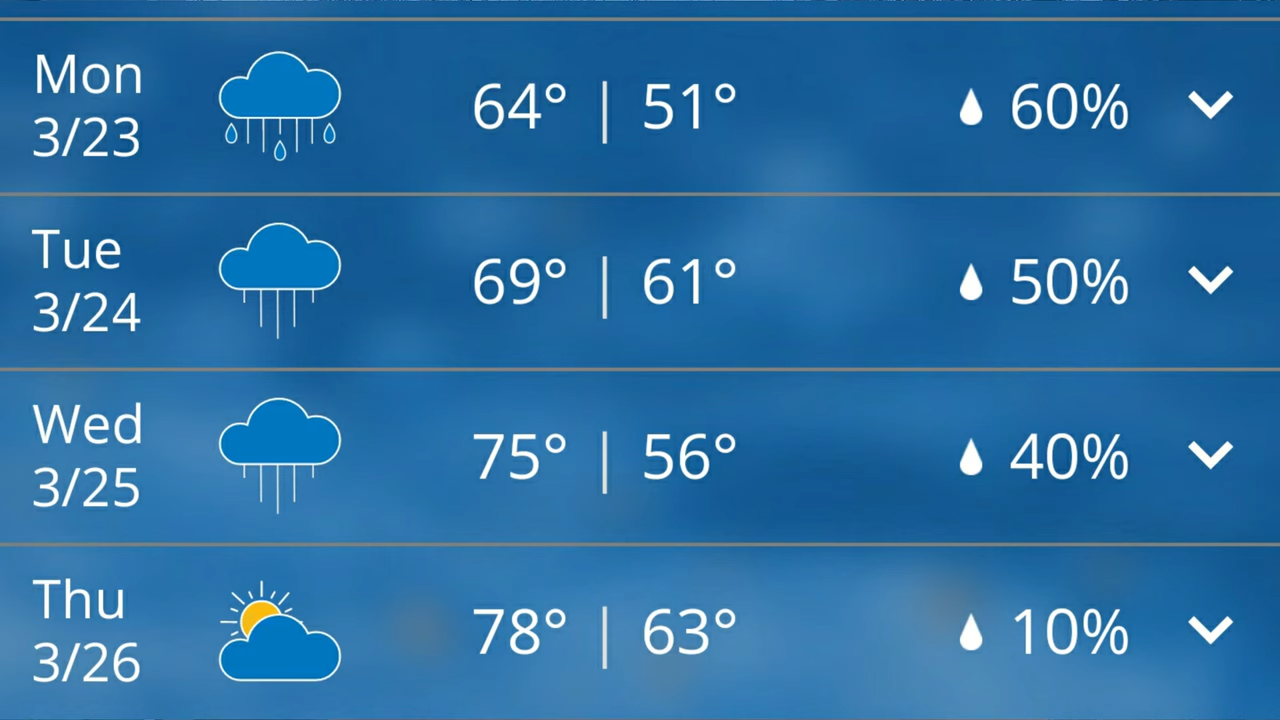 Mon
3/23
64° | 51°
60%
Tue
3/24
69° | 61°
50%
Wed
3/25
75° | 56°
40%
Thu
3/26
78° | 63°
10%